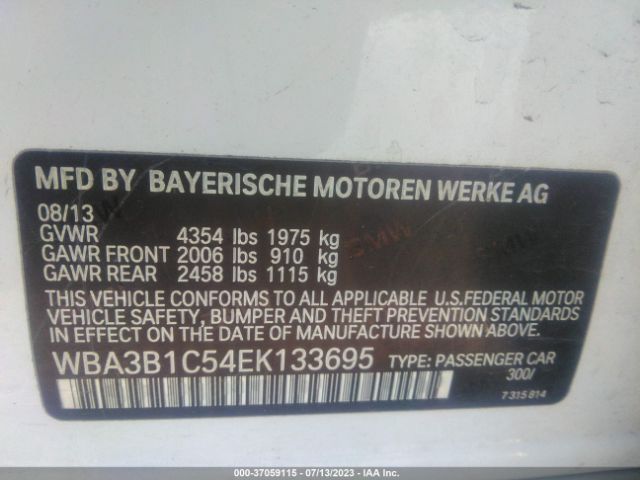 MFD BY BAYERISCHE MOTOREN WERKE AG
08/13
GVWR 4354 lbs 1975 kg
GAWR FRONT 2006 lbs 910 kg
GAWR REAR 2458 lbs 1115 kg
THIS VEHICLE CONFORMS TO ALL APPLICABLE U.S.FEDERAL MOTOR
VEHICLE SAFETY, BUMPER AND THEFT PREVENTION STANDARDS
IN EFFECT ON THE DATE OF MANUFACTURE SHOWN ABOVE.
WBA3B1C54EK133695 TYPE: PASSENGER CAR
300/
7 315 814
000-37059115 - 07/13/2023 - IAA Inc.